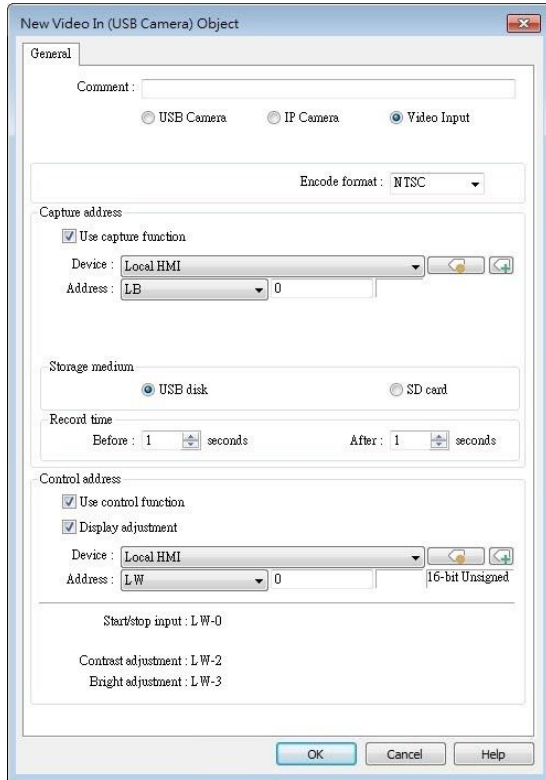 New Video In (USB Camera) Object
General
Comment :
USB Camera IP Camera Video Input
Encode format : NTSC
Capture address
Use capture function
Device : Local HMI
Address : LB 0
Storage medium
USB disk SD card
Record time
Before : 1 seconds After : 1 seconds
Control address
Use control function
Display adjustment
Device : Local HMI
Address : LW 0 16-bit Unsigned
Start/stop input : LW-0
Contrast adjustment : LW-2
Bright adjustment : LW-3
OK Cancel Help